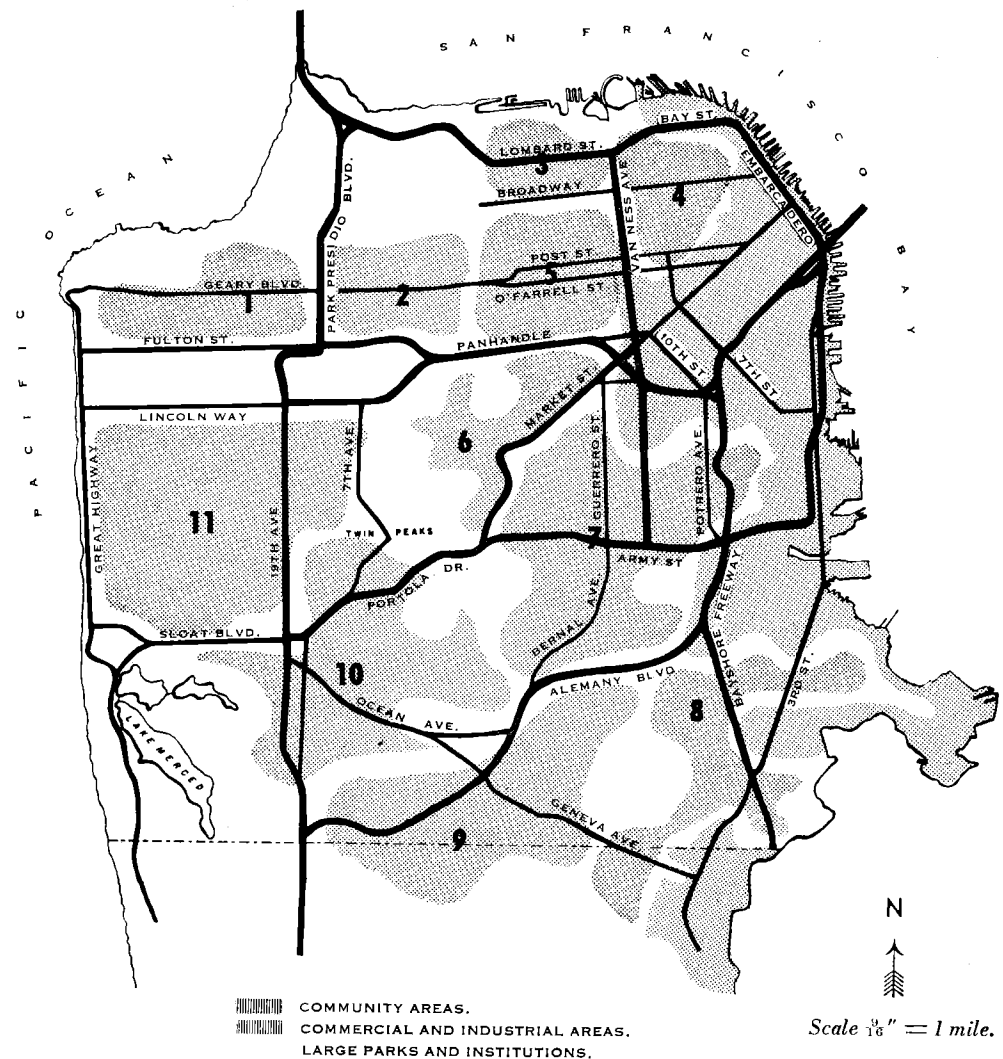 SAN FRANCISCO BAY
PACIFIC OCEAN
BAY ST.
LOMBARD ST.
3
EMBARCADERO
BROADWAY
4
VAN NESS AVE.
PARK PRESIDIO BLVD.
POST ST.
5
O'FARRELL ST.
GEARY BLVD.
1
2
FULTON ST.
PANHANDLE
10TH ST.
7TH ST.
MARKET ST.
LINCOLN WAY
7TH AVE.
6
GUERRERO ST.
POTRERO AVE.
GREAT HIGHWAY
11
19TH AVE.
TWIN PEAKS
7
ARMY ST
PORTOLA DR.
BERNAL AVE.
BAYSHORE FREEWAY
SLOAT BLVD.
10
ALEMANY BLVD
8
3RD ST.
OCEAN AVE.
LAKE MERCED
GENEVA AVE.
9
N
COMMUNITY AREAS.
COMMERCIAL AND INDUSTRIAL AREAS.
LARGE PARKS AND INSTITUTIONS.
Scale 9/16" = 1 mile.